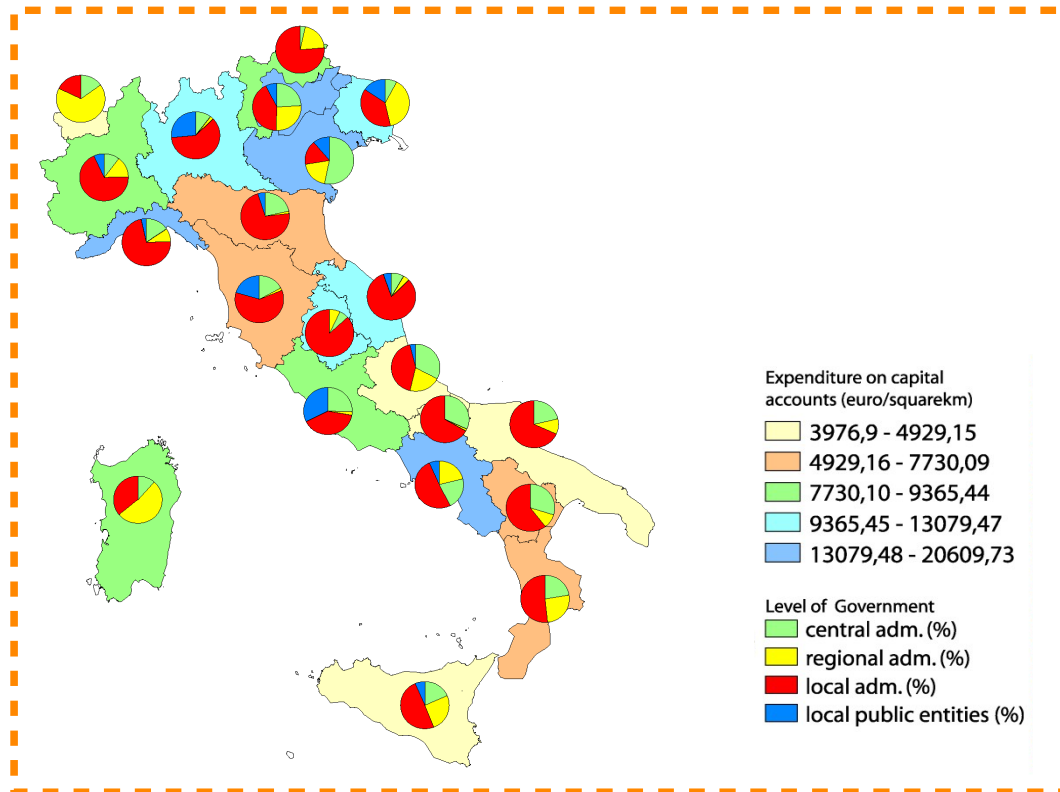 Expenditure on capital
accounts (euro/squarekm)
3976,9 - 4929,15
4929,16 - 7730,09
7730,10 - 9365,44
9365,45 - 13079,47
13079,48 - 20609,73
Level of Government
central adm. (%)
regional adm. (%)
local adm. (%)
local public entities (%)